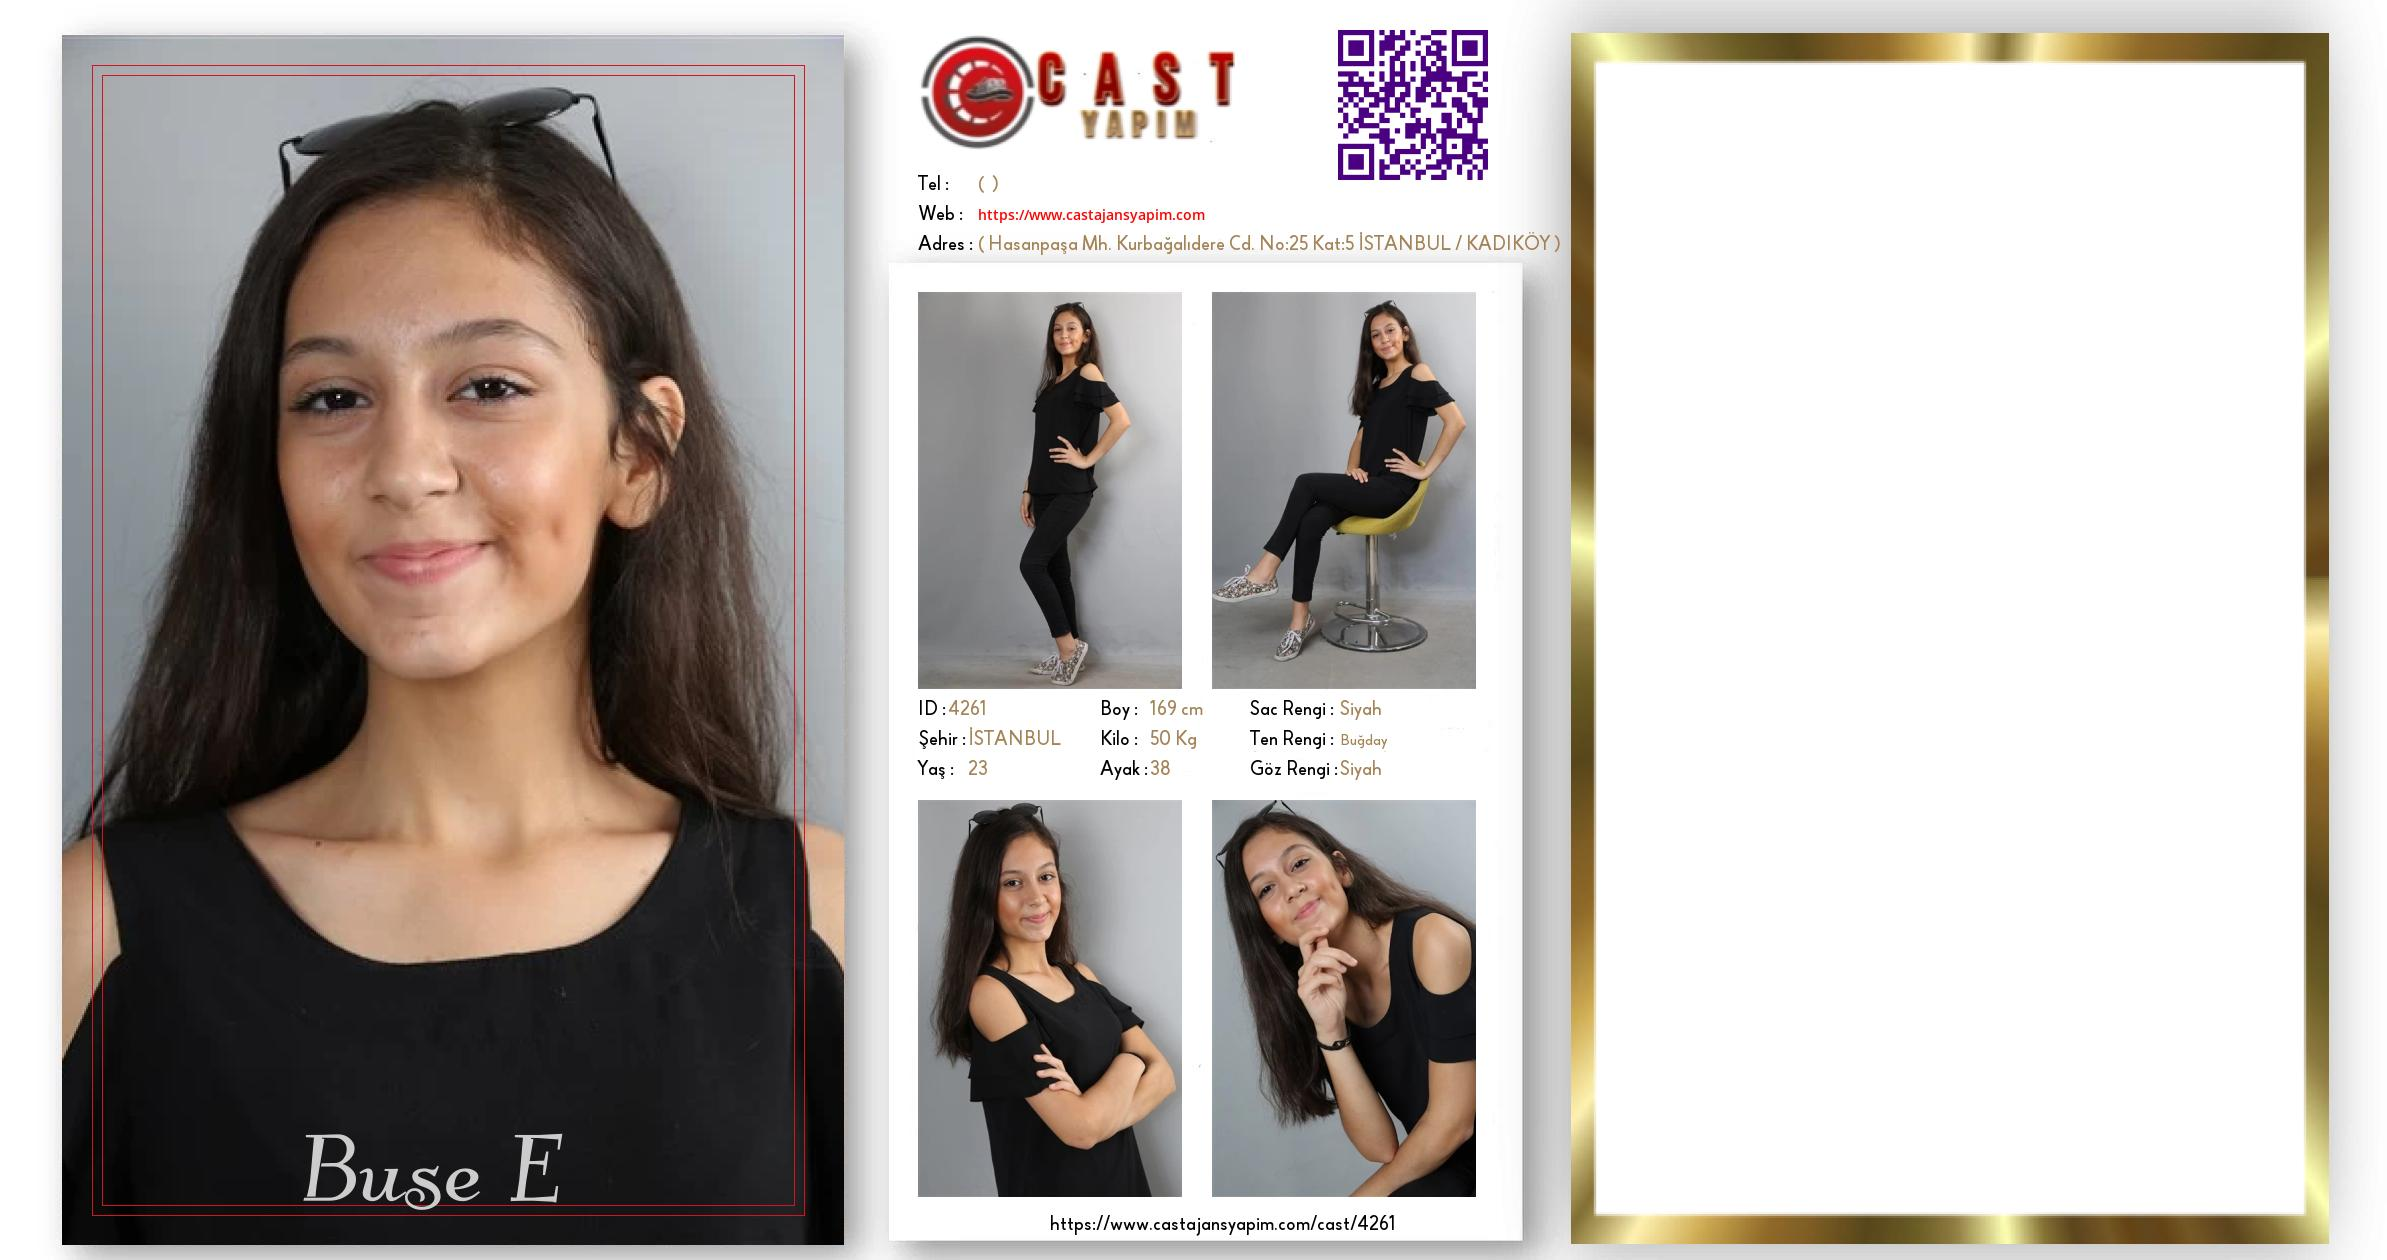 Buse E
CAST
YAPIM
Tel : ( )
Web : https://www.castajansyapim.com
Adres : ( Hasanpaşa Mh. Kurbağalıdere Cd. No:25 Kat:5 İSTANBUL / KADIKÖY )
ID : 4261 Boy : 169 cm Sac Rengi : Siyah
Şehir : İSTANBUL Kilo : 50 Kg Ten Rengi : Buğday
Yaş : 23 Ayak : 38 Göz Rengi : Siyah
https://www.castajansyapim.com/cast/4261